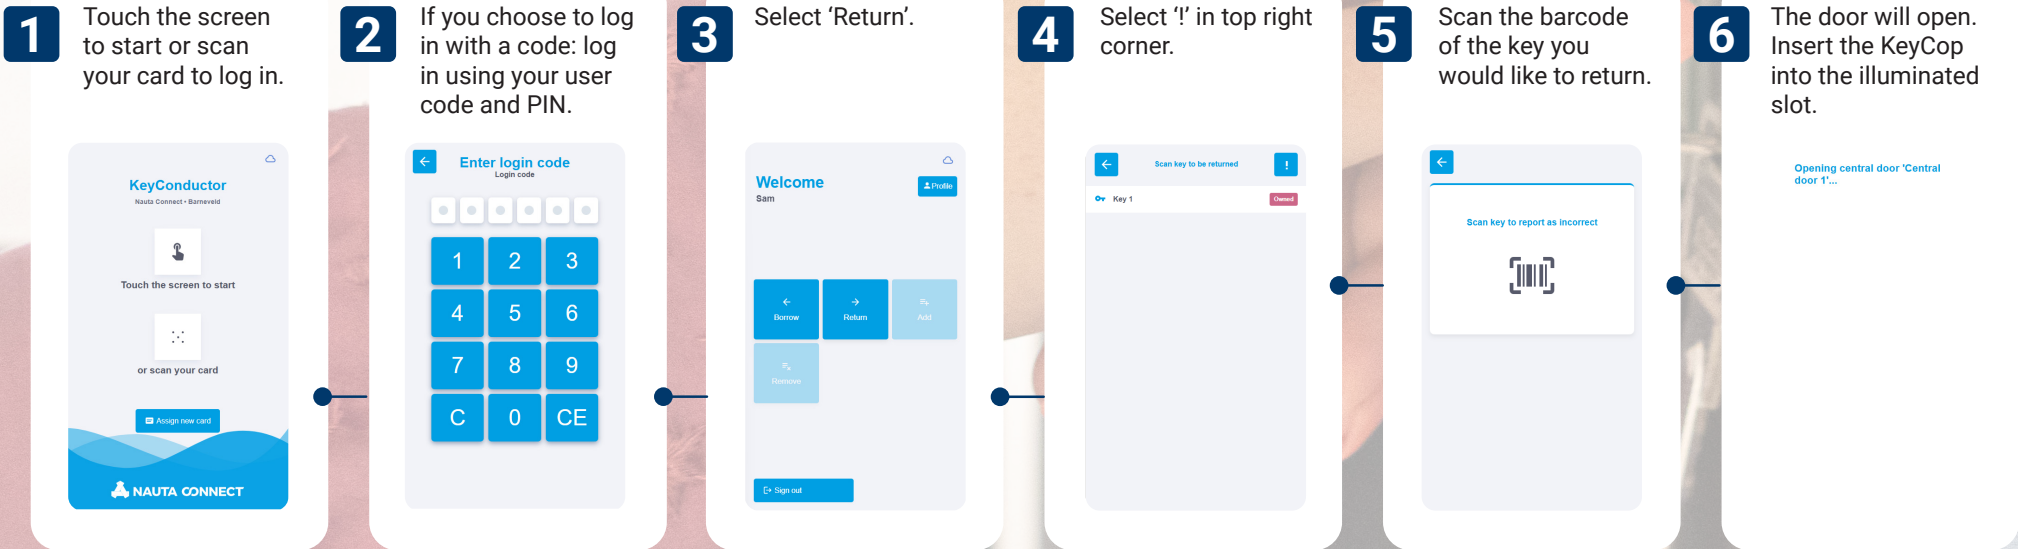 1
Touch the screen
to start or scan
your card to log in.
KeyConductor
Nauta Connect • Barneveld
Touch the screen to start
or scan your card
Assign new card
NAUTA CONNECT
2
If you choose to log
in with a code: log
in using your user
code and PIN.
Enter login code
Login code
1 2 3
4 5 6
7 8 9
C 0 CE
3
Select ‘Return’.
Welcome
Sam
Profile
Borrow
Return
Add
Remove
Sign out
4
Select ‘!’ in top right
corner.
Scan key to be returned
!
Key 1
Owned
5
Scan the barcode
of the key you
would like to return.
Scan key to report as incorrect
6
The door will open.
Insert the KeyCop
into the illuminated
slot.
Opening central door 'Central
door 1'...